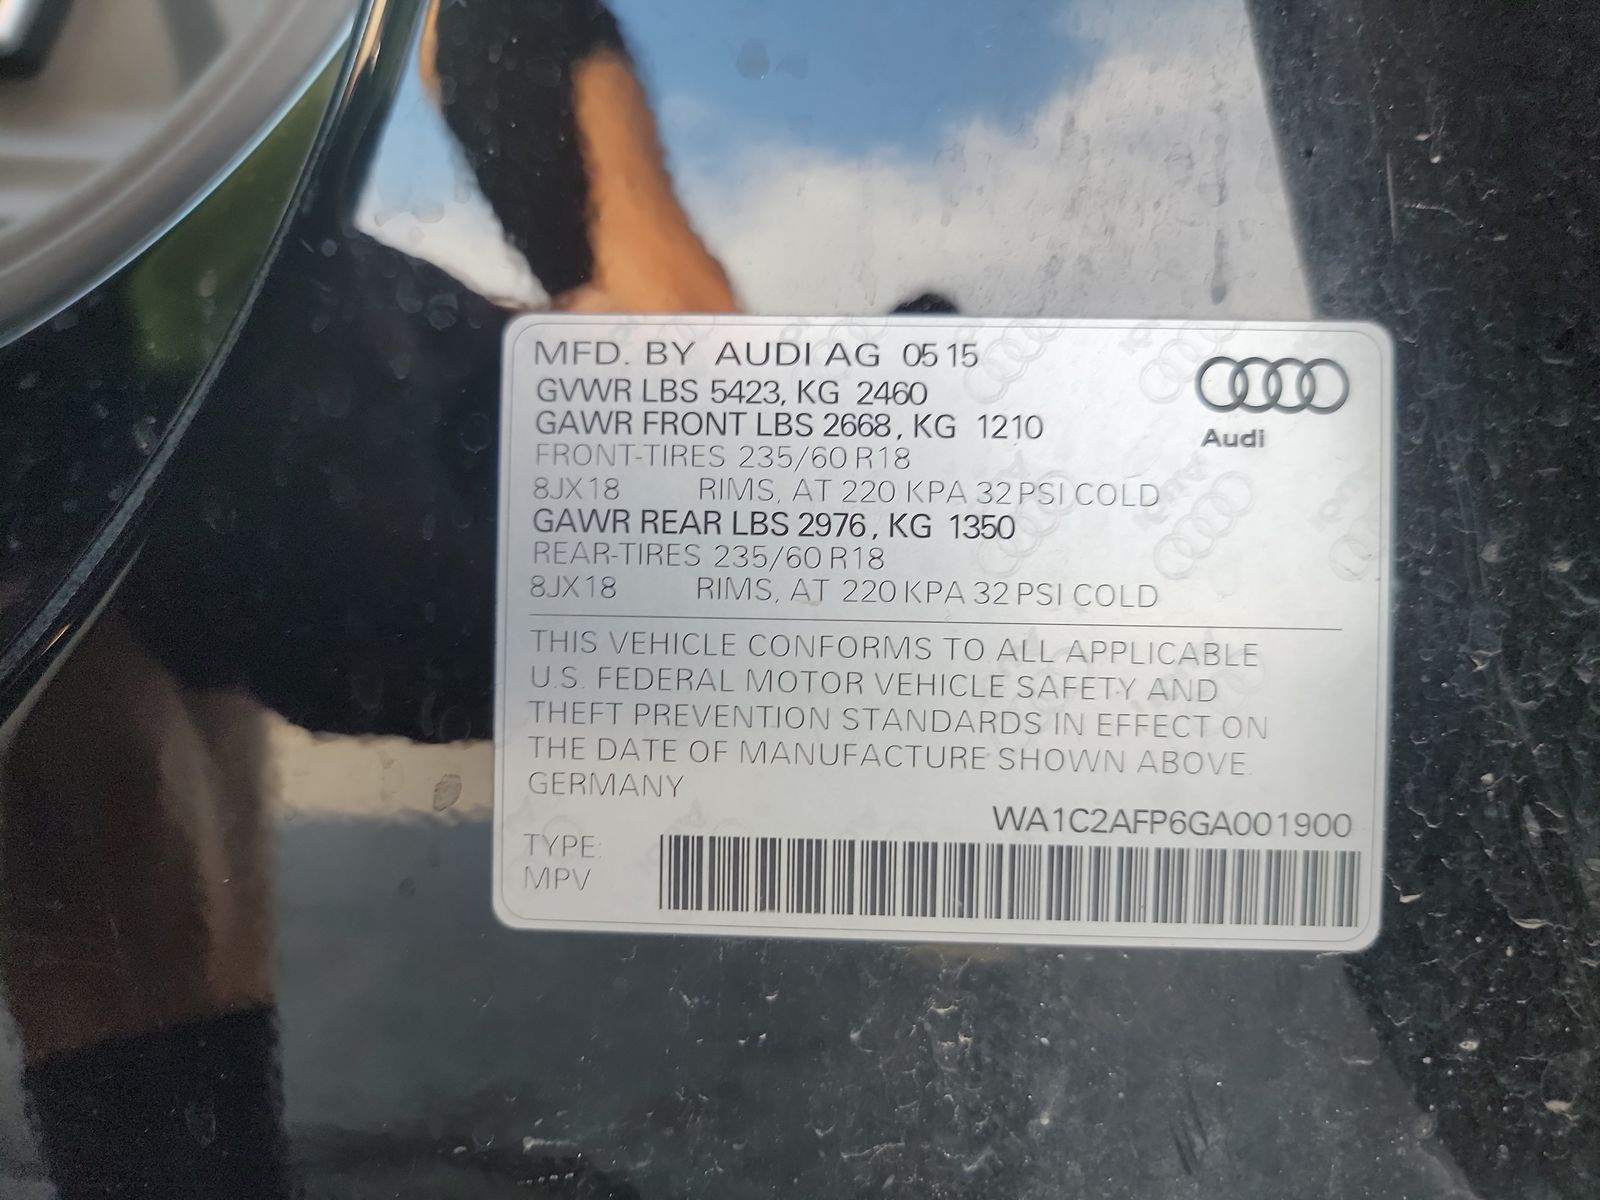 MFD. BY AUDI AG 05 15
GVWR LBS 5423, KG 2460
GAWR FRONT LBS 2668, KG 1210
FRONT-TIRES 235/60 R18
8JX18 RIMS, AT 220 KPA 32 PSI COLD
GAWR REAR LBS 2976, KG 1350
REAR-TIRES 235/60 R18
8JX18 RIMS, AT 220 KPA 32 PSI COLD
Audi
THIS VEHICLE CONFORMS TO ALL APPLICABLE
U.S. FEDERAL MOTOR VEHICLE SAFETY AND
THEFT PREVENTION STANDARDS IN EFFECT ON
THE DATE OF MANUFACTURE SHOWN ABOVE.
GERMANY
WA1C2AFP6GA001900
TYPE:
MPV